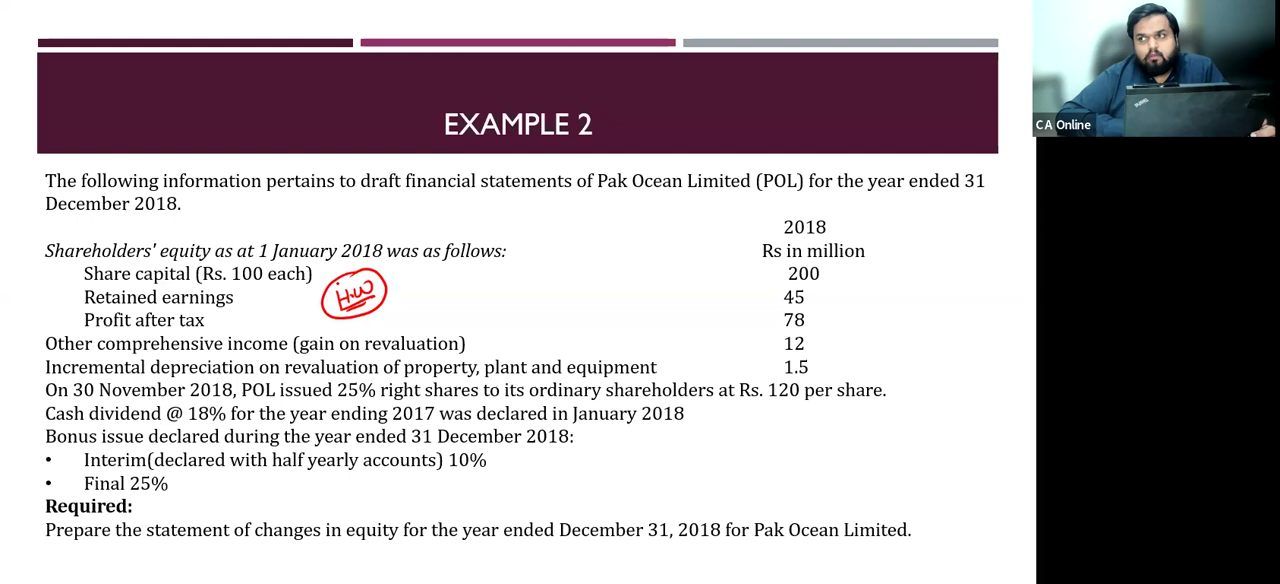 EXAMPLE 2
C A Online
The following information pertains to draft financial statements of Pak Ocean Limited (POL) for the year ended 31
December 2018.
2018
Shareholders' equity as at 1 January 2018 was as follows: Rs in million
Share capital (Rs. 100 each) 200
H.W
Retained earnings 45
Profit after tax 78
Other comprehensive income (gain on revaluation) 12
Incremental depreciation on revaluation of property, plant and equipment 1.5
On 30 November 2018, POL issued 25% right shares to its ordinary shareholders at Rs. 120 per share.
Cash dividend @ 18% for the year ending 2017 was declared in January 2018
Bonus issue declared during the year ended 31 December 2018:
• Interim(declared with half yearly accounts) 10%
• Final 25%
Required:
Prepare the statement of changes in equity for the year ended December 31, 2018 for Pak Ocean Limited.